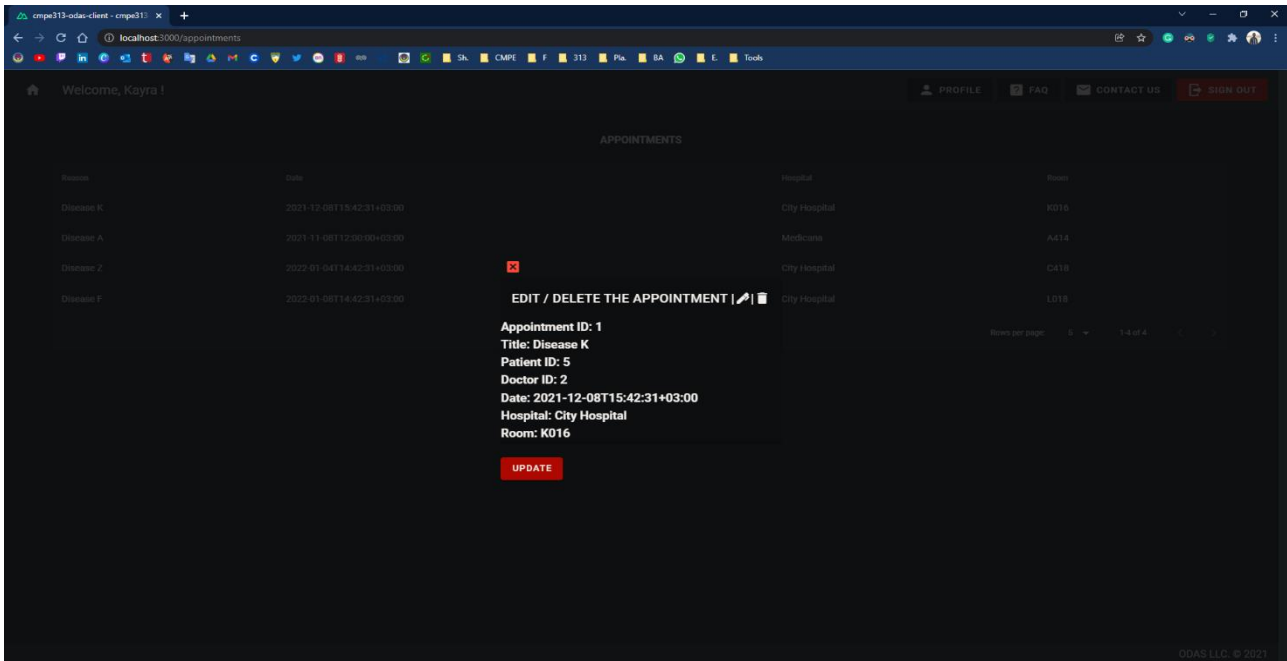 cmpe313-odas-client - cmpe313
localhost:3000/appointments
Sh. CMPE F 313 Pla. BA E. Tools
Welcome, Kayra !
PROFILE FAQ CONTACT US SIGN OUT
APPOINTMENTS
Reason Date Hospital Room
Disease K 2021-12-08T15:42:31+03:00 City Hospital K016
Disease A 2021-11-08T12:00:00+03:00 Medicana A414
Disease Z 2022-01-04T14:42:31+03:00 City Hospital C418
Disease F 2022-01-08T14:42:31+03:00 City Hospital L018
Rows per page: 1-4 of 4
EDIT / DELETE THE APPOINTMENT | |
Appointment ID: 1
Title: Disease K
Patient ID: 5
Doctor ID: 2
Date: 2021-12-08T15:42:31+03:00
Hospital: City Hospital
Room: K016
UPDATE
ODAS LLC. © 2021